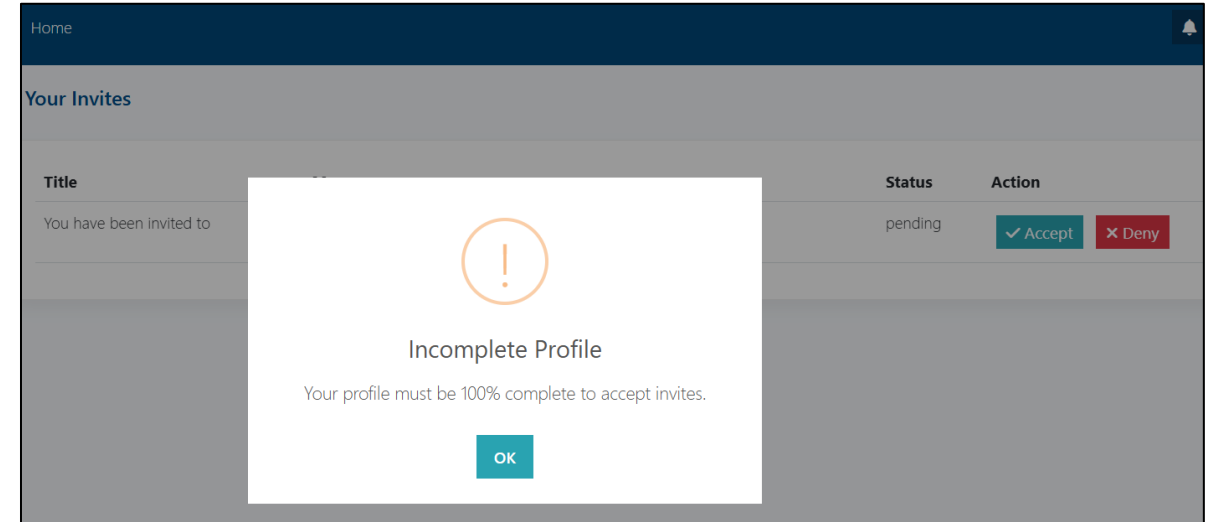 Home
Your Invites
Title Status Action
You have been invited to pending Accept Deny
Incomplete Profile
Your profile must be 100% complete to accept invites.
OK